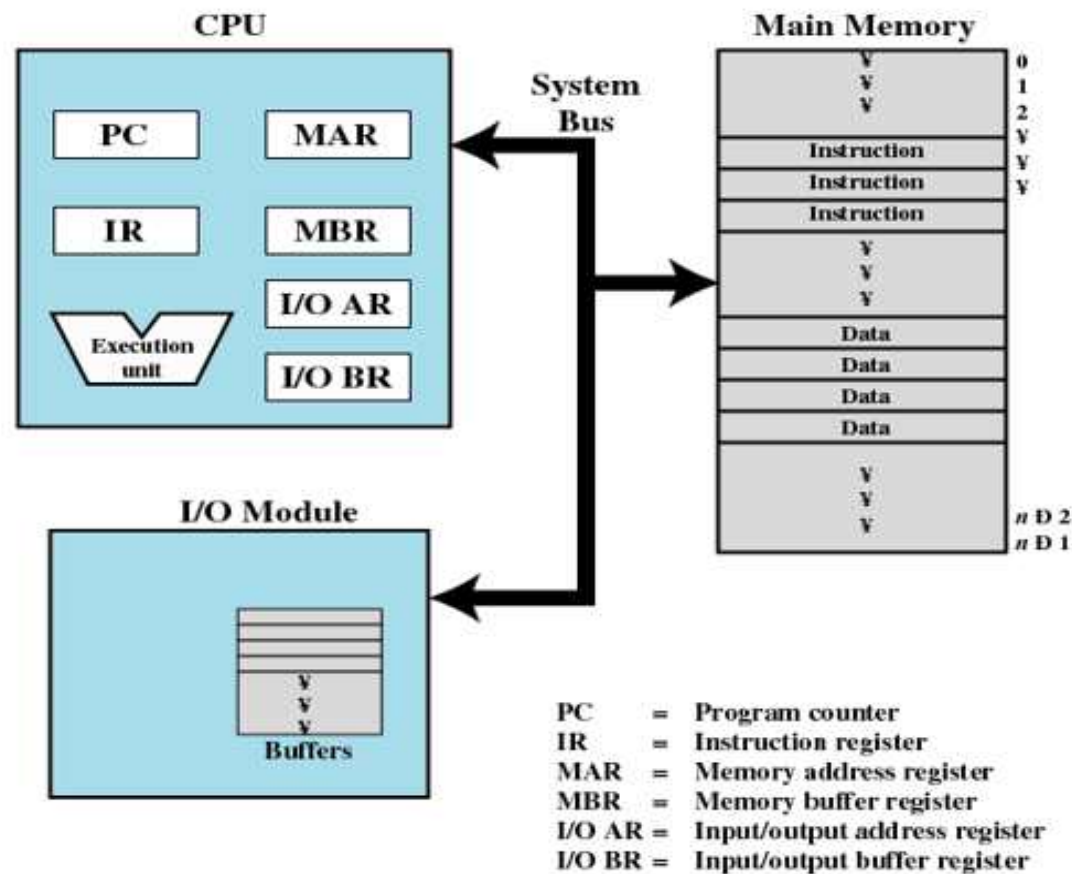 CPU
PC
MAR
IR
MBR
I/O AR
Execution
unit
I/O BR
System
Bus
Main Memory
¥
¥
¥
Instruction
Instruction
Instruction
¥
¥
¥
Data
Data
Data
Data
¥
¥
¥
0
1
2
¥
¥
¥
n Ð 2
n Ð 1
I/O Module
¥
¥
¥
Buffers
PC = Program counter
IR = Instruction register
MAR = Memory address register
MBR = Memory buffer register
I/O AR = Input/output address register
I/O BR = Input/output buffer register